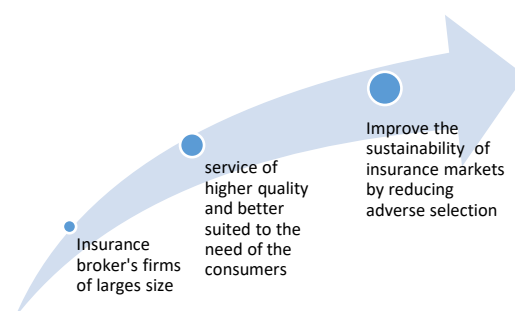 Insurance
broker's firms
of larges size
service of
higher quality
and better
suited to the
need of the
consumers
Improve the
sustainability of
insurance markets
by reducing
adverse selection